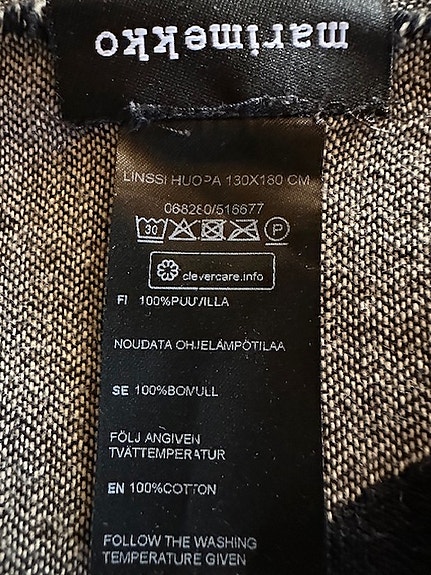 marimekko
LINSSI HUOPA 130X180 CM
068280/516677
30 P
clevercare.info
FI 100%PUUVILLA
NOUDATA OHJELÄMPÖTILAA
SE 100%BOMULL
FÖLJ ANGIVEN
TVÄTTEMPERATUR
EN 100%COTTON
FOLLOW THE WASHING
TEMPERATURE GIVEN